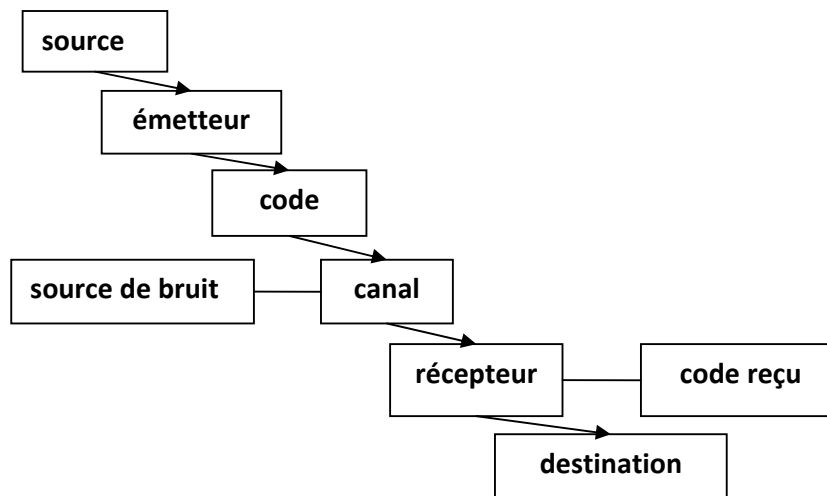 source
émetteur
code
source de bruit
canal
récepteur
code reçu
destination